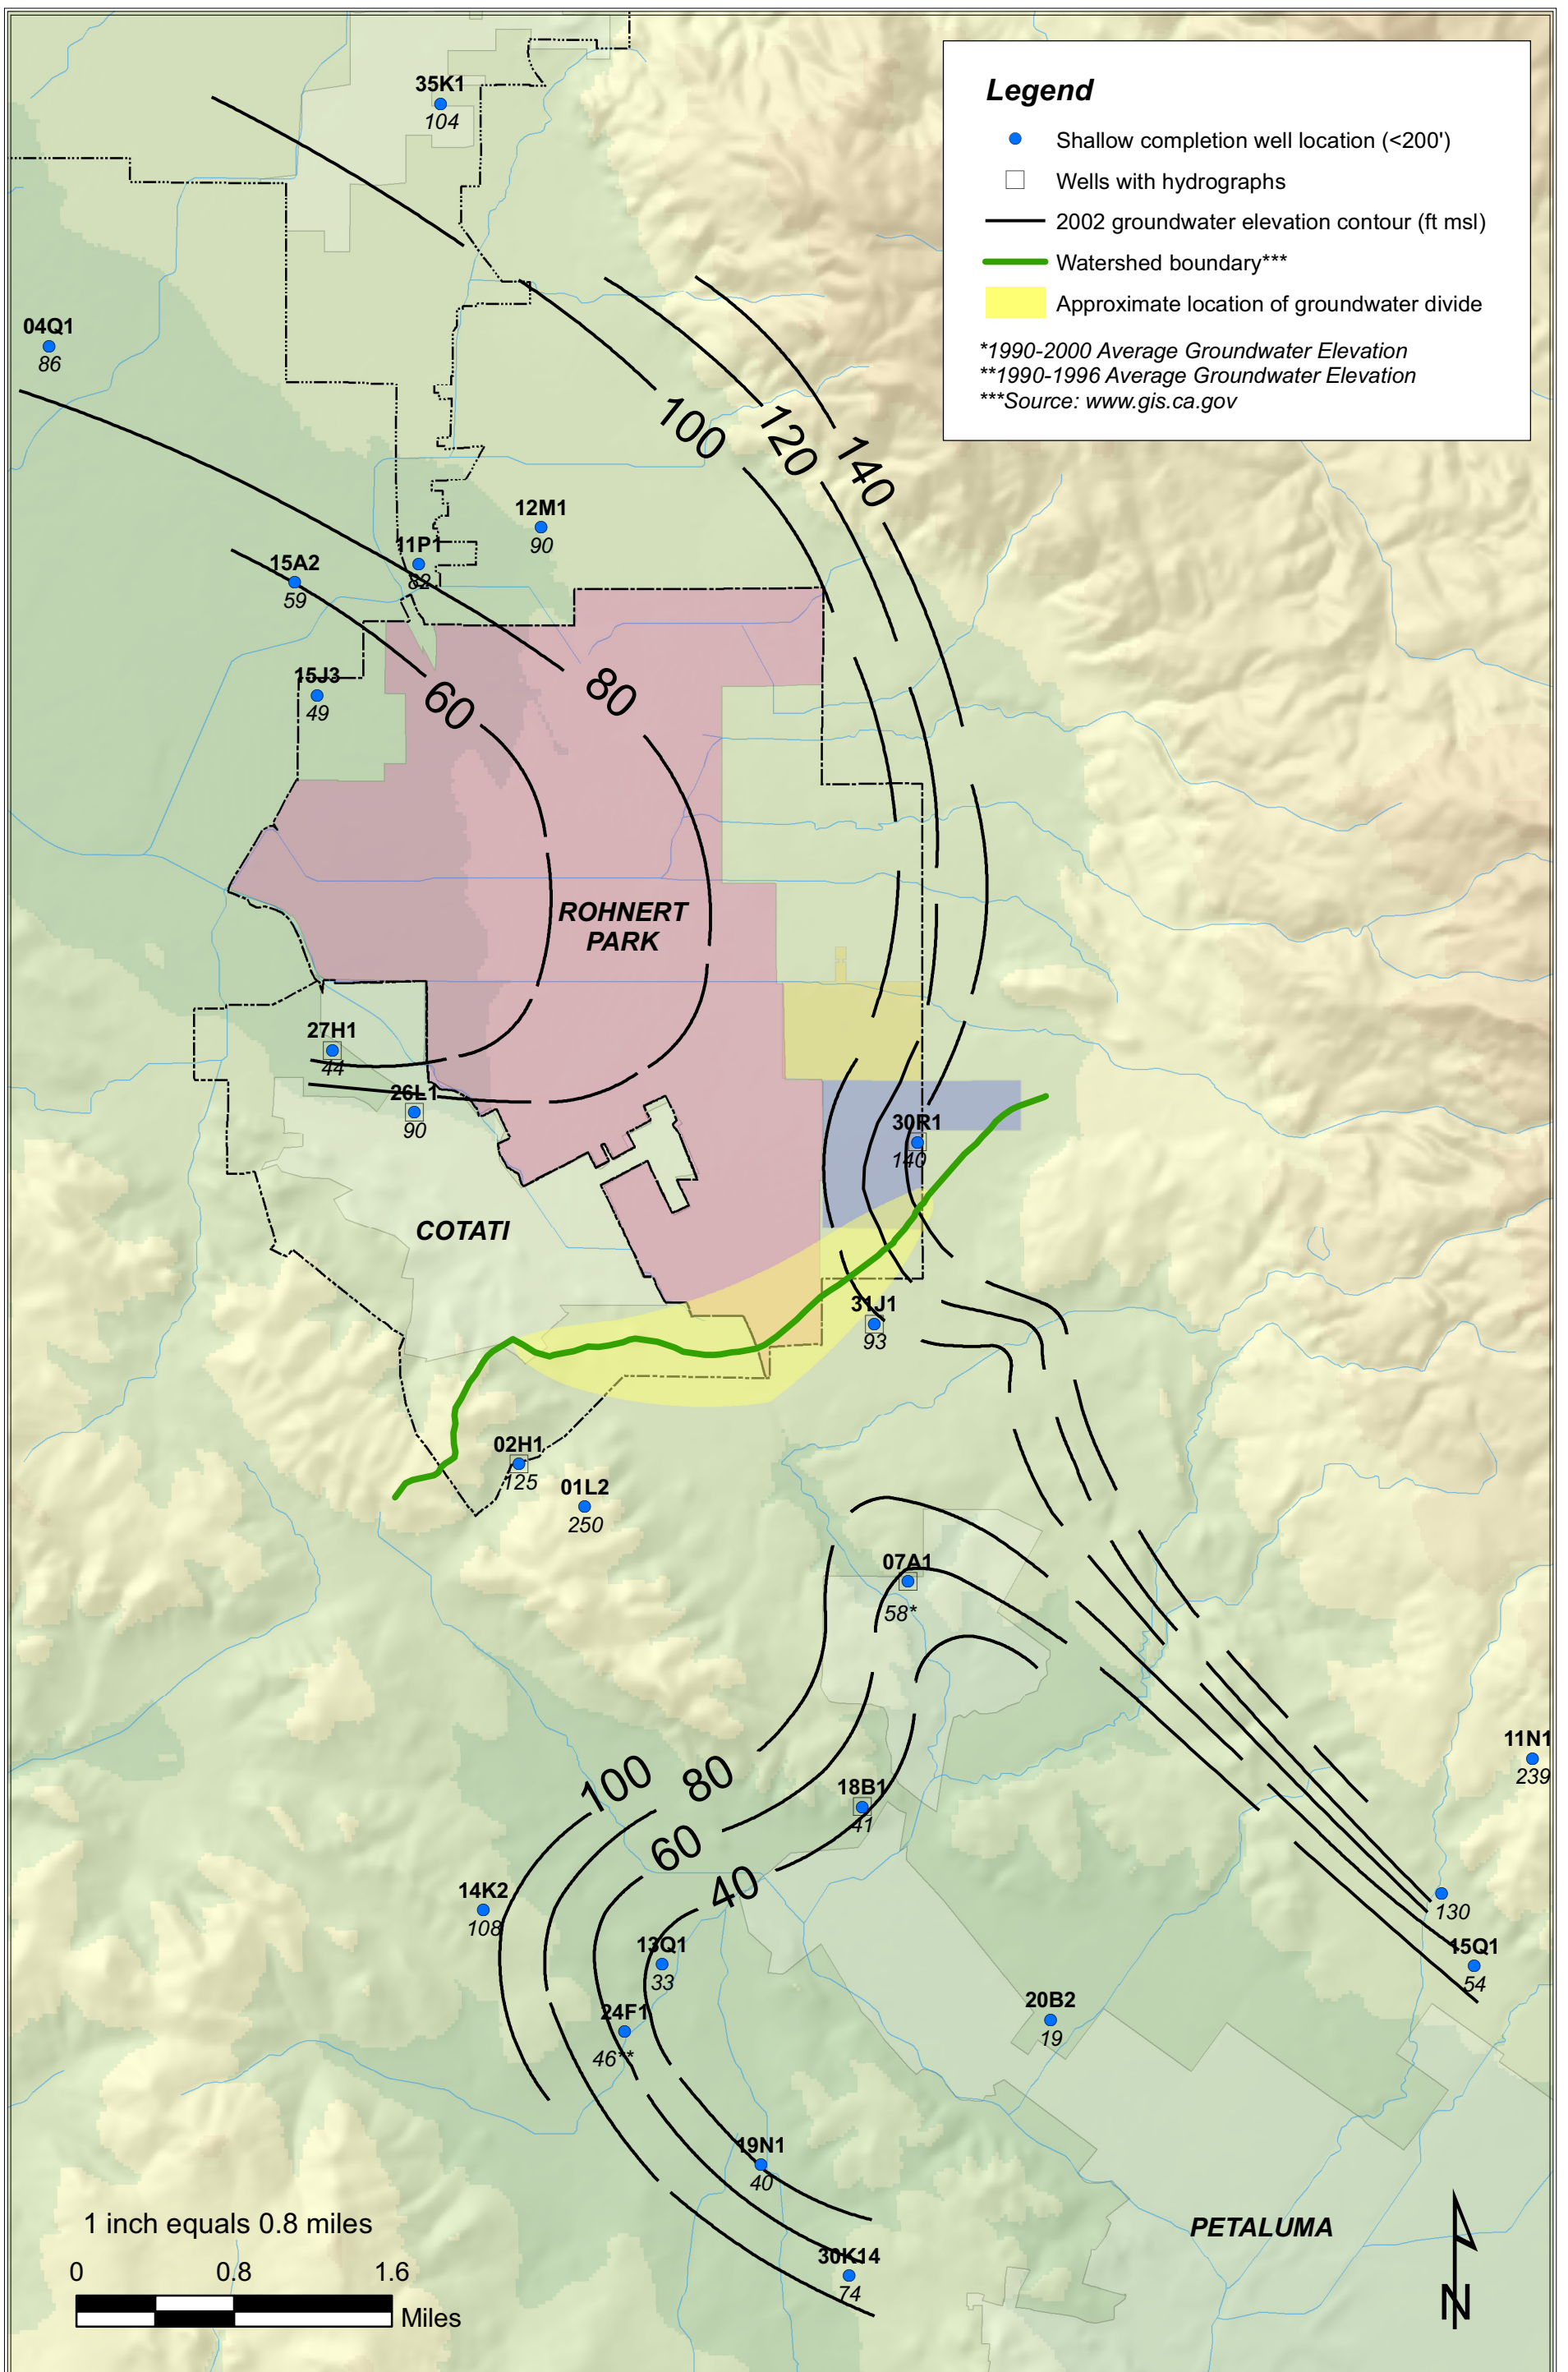 Legend
Shallow completion well location (<200')
Wells with hydrographs
2002 groundwater elevation contour (ft msl)
Watershed boundary***
Approximate location of groundwater divide
*1990-2000 Average Groundwater Elevation
**1990-1996 Average Groundwater Elevation
***Source: www.gis.ca.gov
35K1
104
04Q1
86
100
120
140
12M1
90
11P1
82
15A2
59
15J3
49
60
80
ROHNERT
PARK
27H1
44
26L1
90
30R1
140
COTATI
31J1
93
02H1
125
01L2
250
07A1
58*
11N1
239
100
80
60
40
18B1
41
14K2
108
130
13Q1
33
15Q1
54
24F1
46**
20B2
19
19N1
40
PETALUMA
30K14
74
1 inch equals 0.8 miles
0 0.8 1.6
Miles
N